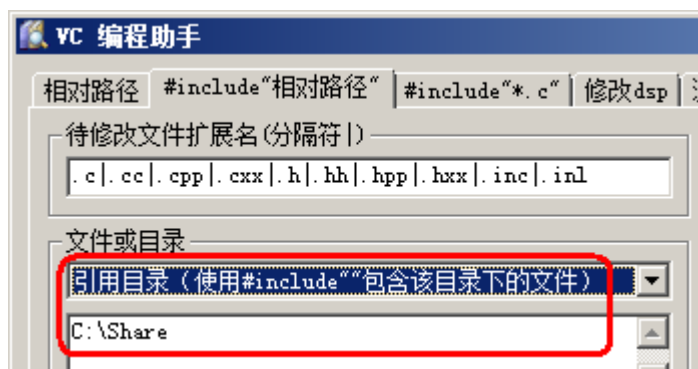 VC 编程助手
相对路径 #include"相对路径" #include"*.c" 修改dsp
待修改文件扩展名(分隔符|)
.c|.cc|.cpp|.cxx|.h|.hh|.hpp|.hxx|.inc|.inl
文件或目录
引用目录（使用#include""包含该目录下的文件）
C:\Share